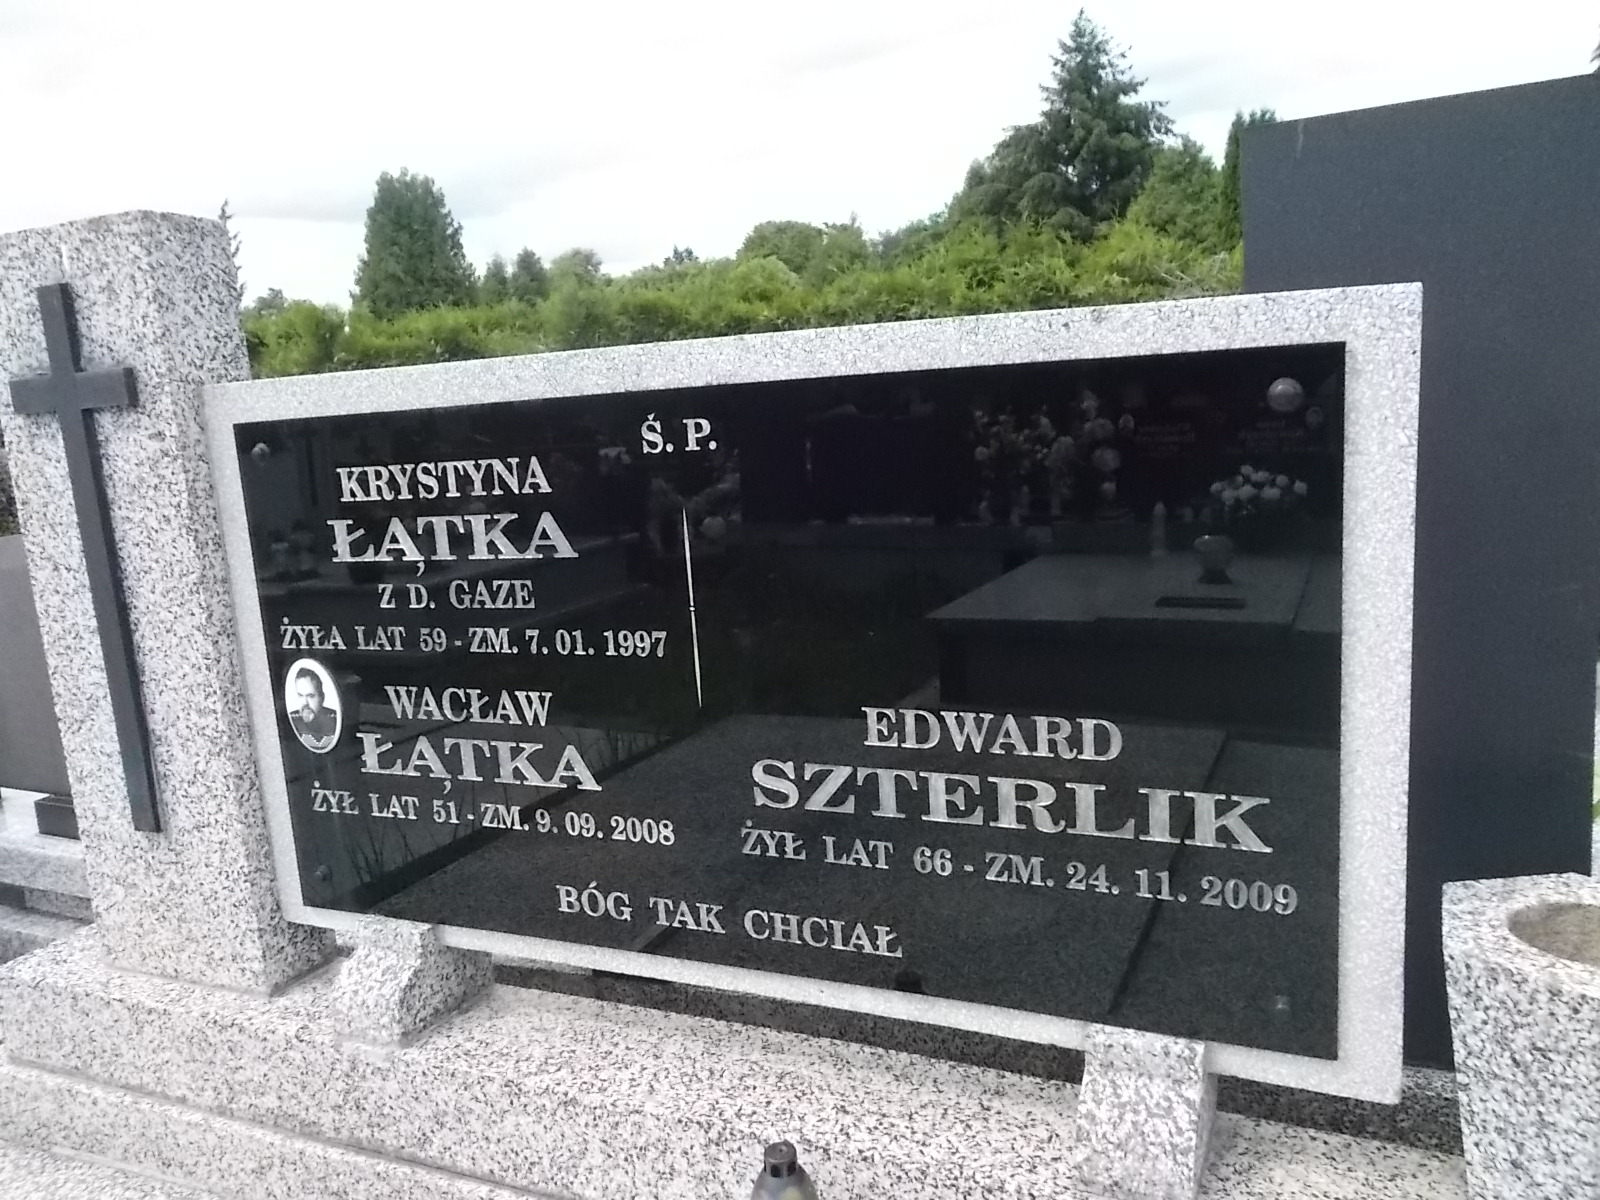 Ś. P.
KRYSTYNA
ŁĄTKA
Z D. GAZE
ŻYŁA LAT 59 - ZM. 7. 01. 1997
WACŁAW
ŁĄTKA
ŻYŁ LAT 51 - ZM. 9. 09. 2008
EDWARD
SZTERLIK
ŻYŁ LAT 66 - ZM. 24. 11. 2009
BÓG TAK CHCIAŁ